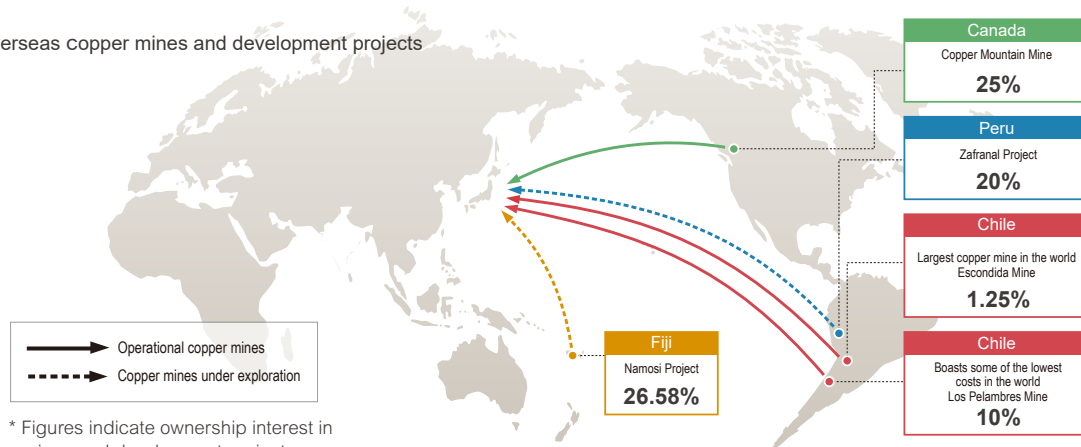 overseas copper mines and development projects
Canada
Copper Mountain Mine
25%
Peru
Zafranal Project
20%
Chile
Largest copper mine in the world
Escondida Mine
1.25%
Chile
Boasts some of the lowest
costs in the world
Los Pelambres Mine
10%
Fiji
Namosi Project
26.58%
Operational copper mines
Copper mines under exploration
* Figures indicate ownership interest in